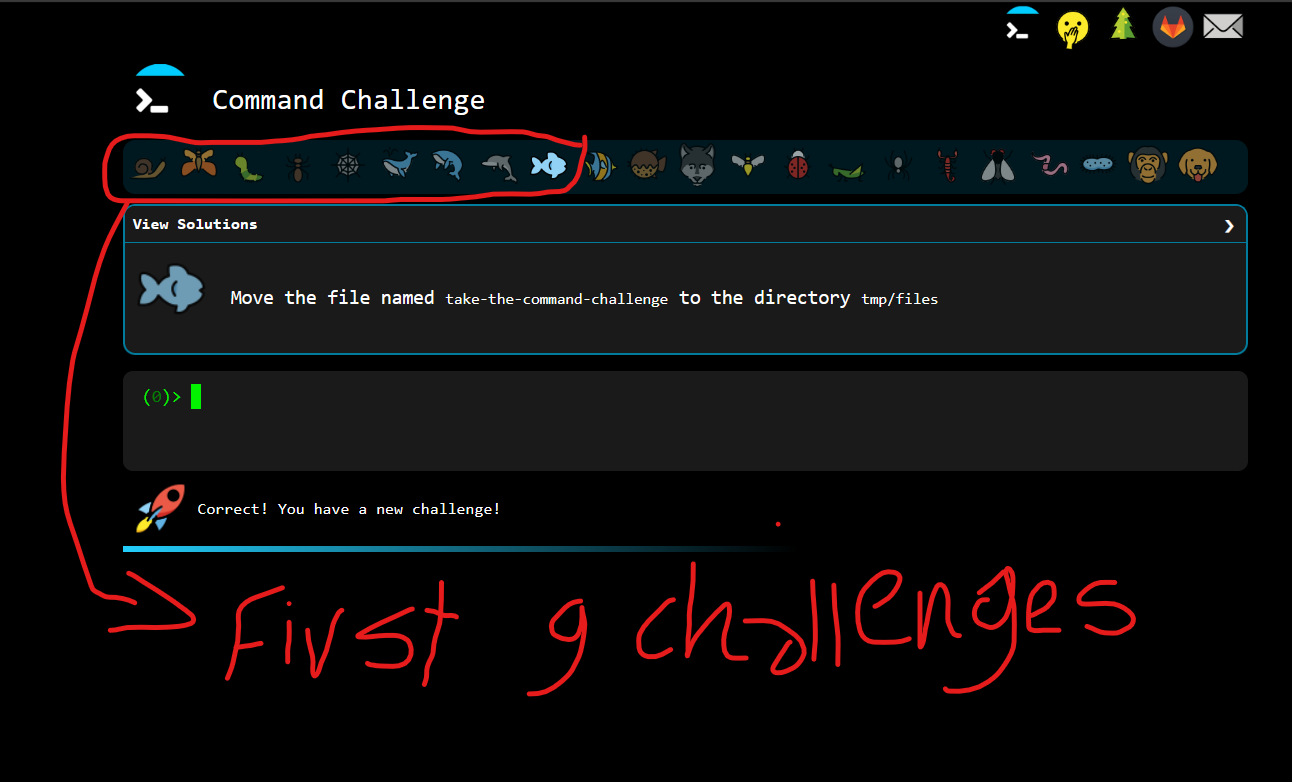 Command Challenge
View Solutions
Move the file named take-the-command-challenge to the directory tmp/files
(0)>
Correct! You have a new challenge!
First 9 challenges